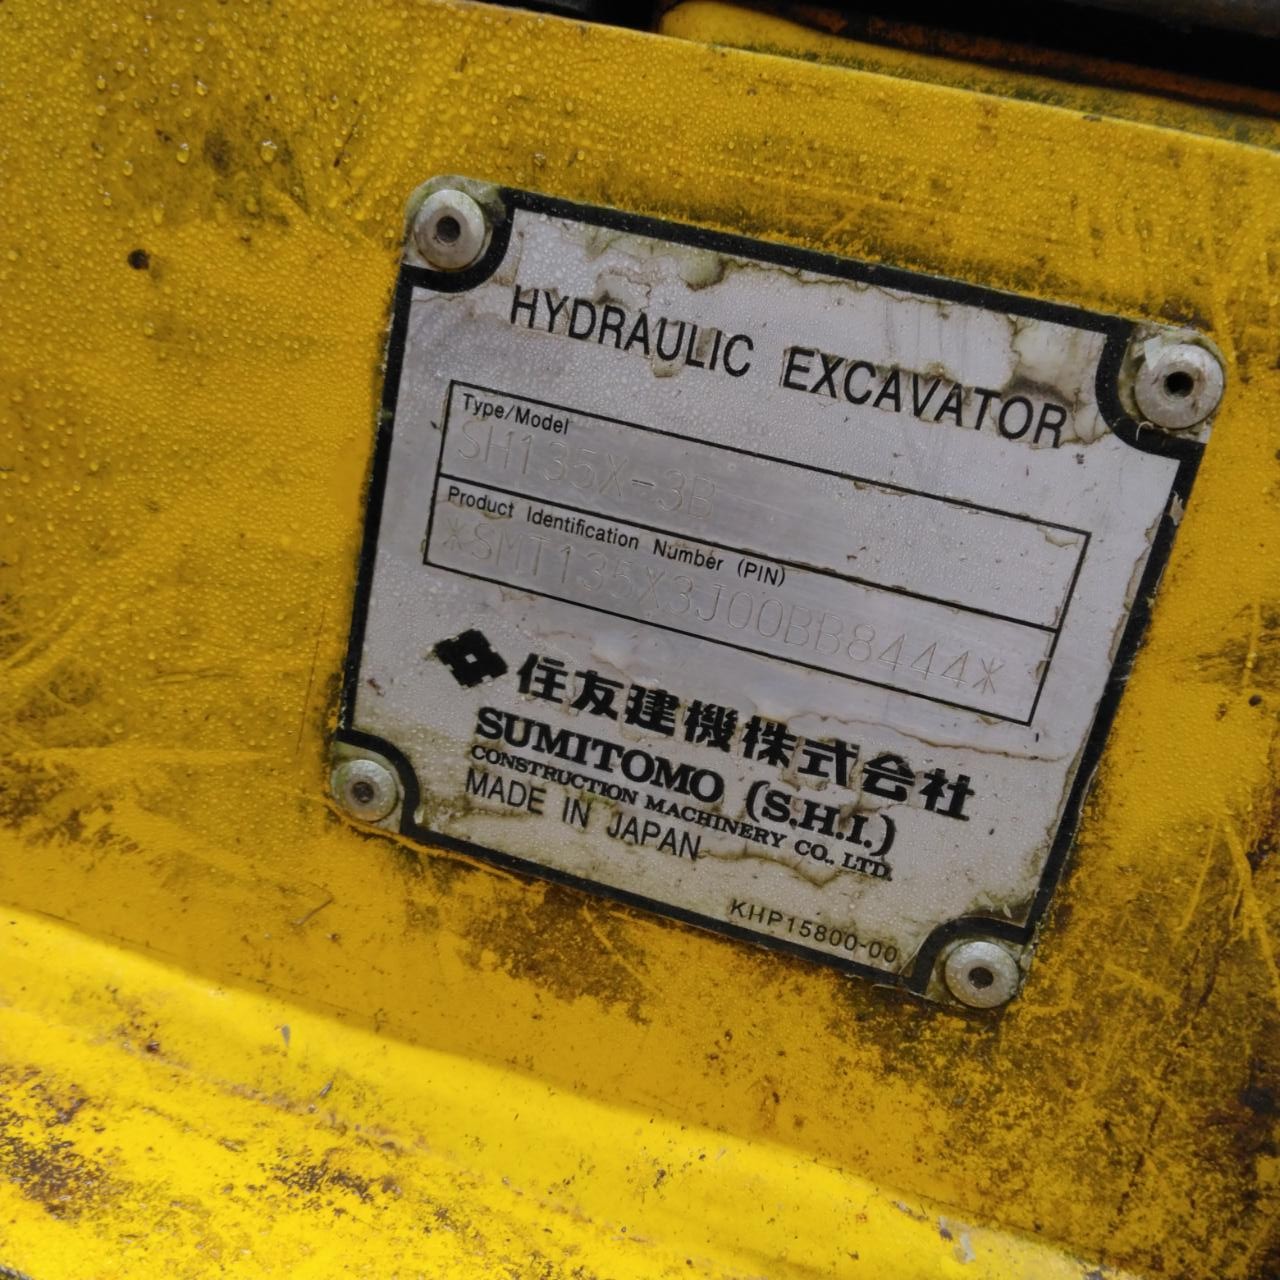 HYDRAULIC EXCAVATOR
Type/Model
SH135X-3B
Product Identification Number (PIN)
*SMT135X3J00BB8444*
住友建機株式会社
SUMITOMO (S.H.I.)
CONSTRUCTION MACHINERY CO., LTD.
MADE IN JAPAN
KHP15800-00